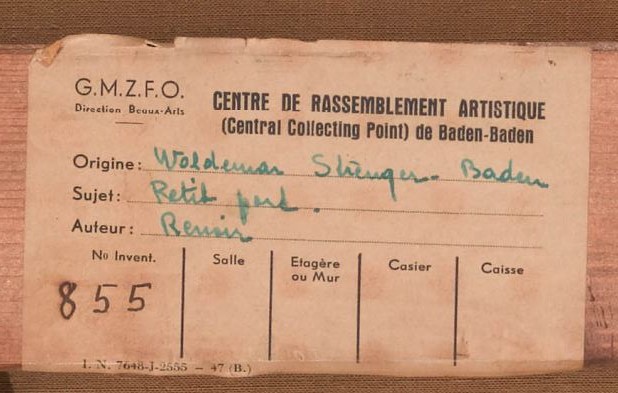 G.M.Z.F.O.
Direction Beaux-Arts
CENTRE DE RASSEMBLEMENT ARTISTIQUE
(Central Collecting Point) de Baden-Baden
Origine: Woldemar Strenger - Baden
Sujet: Petit port.
Auteur: Renoir
No Invent. Salle Etagère ou Mur Casier Caisse
855
I. N. 7648-J-2555 – 47 (B.)